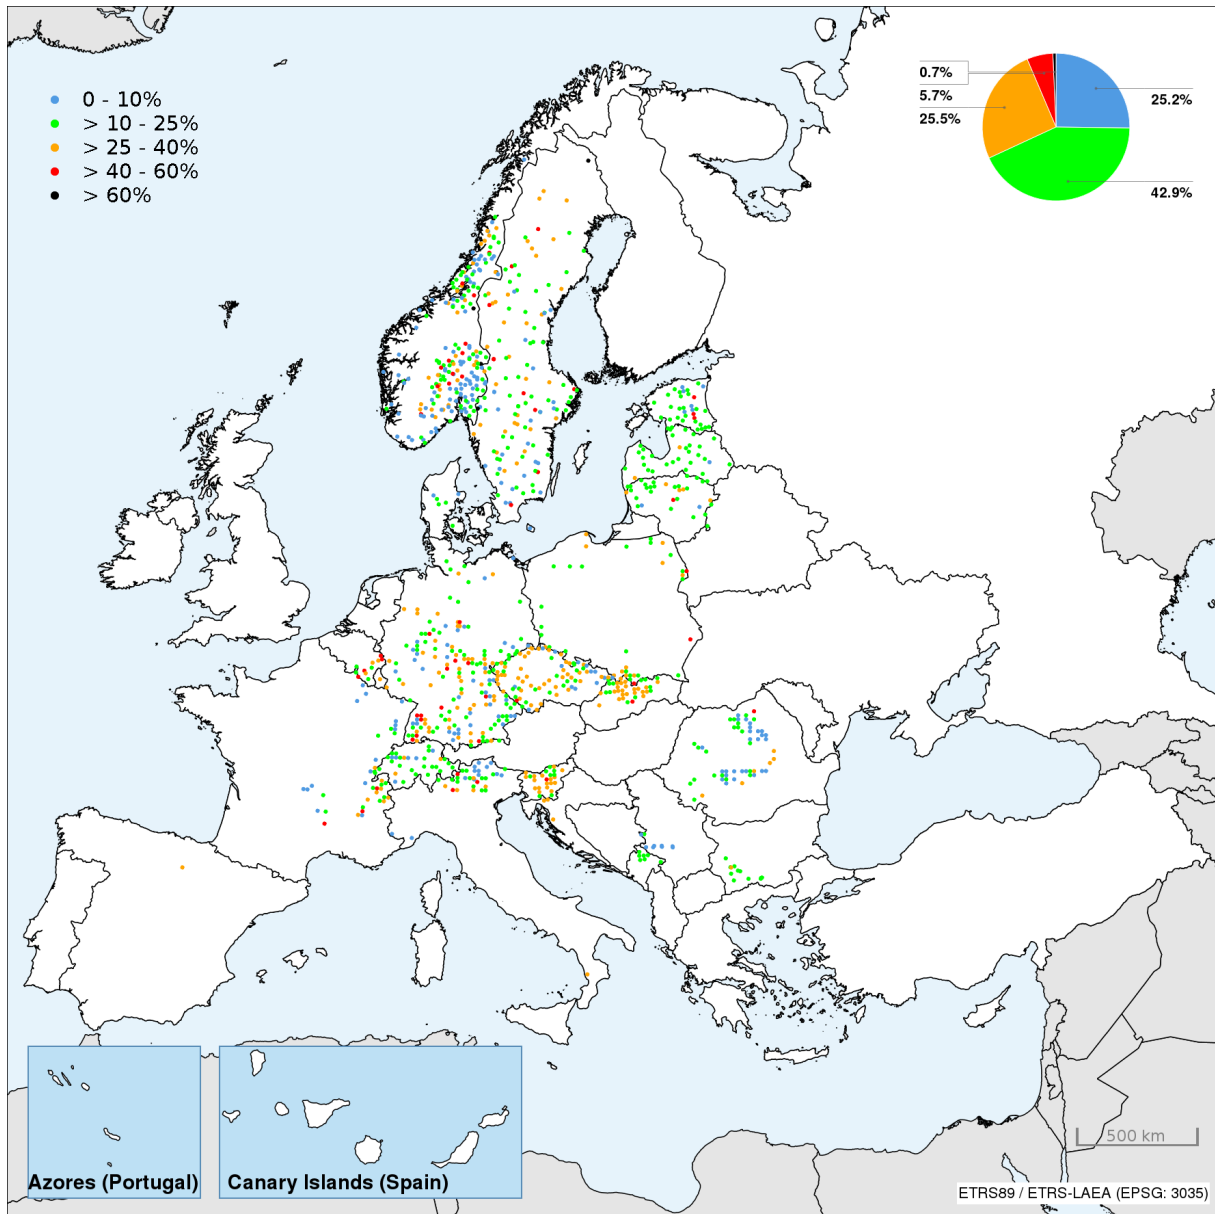 0 - 10%
> 10 - 25%
> 25 - 40%
> 40 - 60%
> 60%
0.7%
5.7%
25.5%
25.2%
42.9%
500 km
Azores (Portugal)
Canary Islands (Spain)
ETRS89 / ETRS-LAEA (EPSG: 3035)